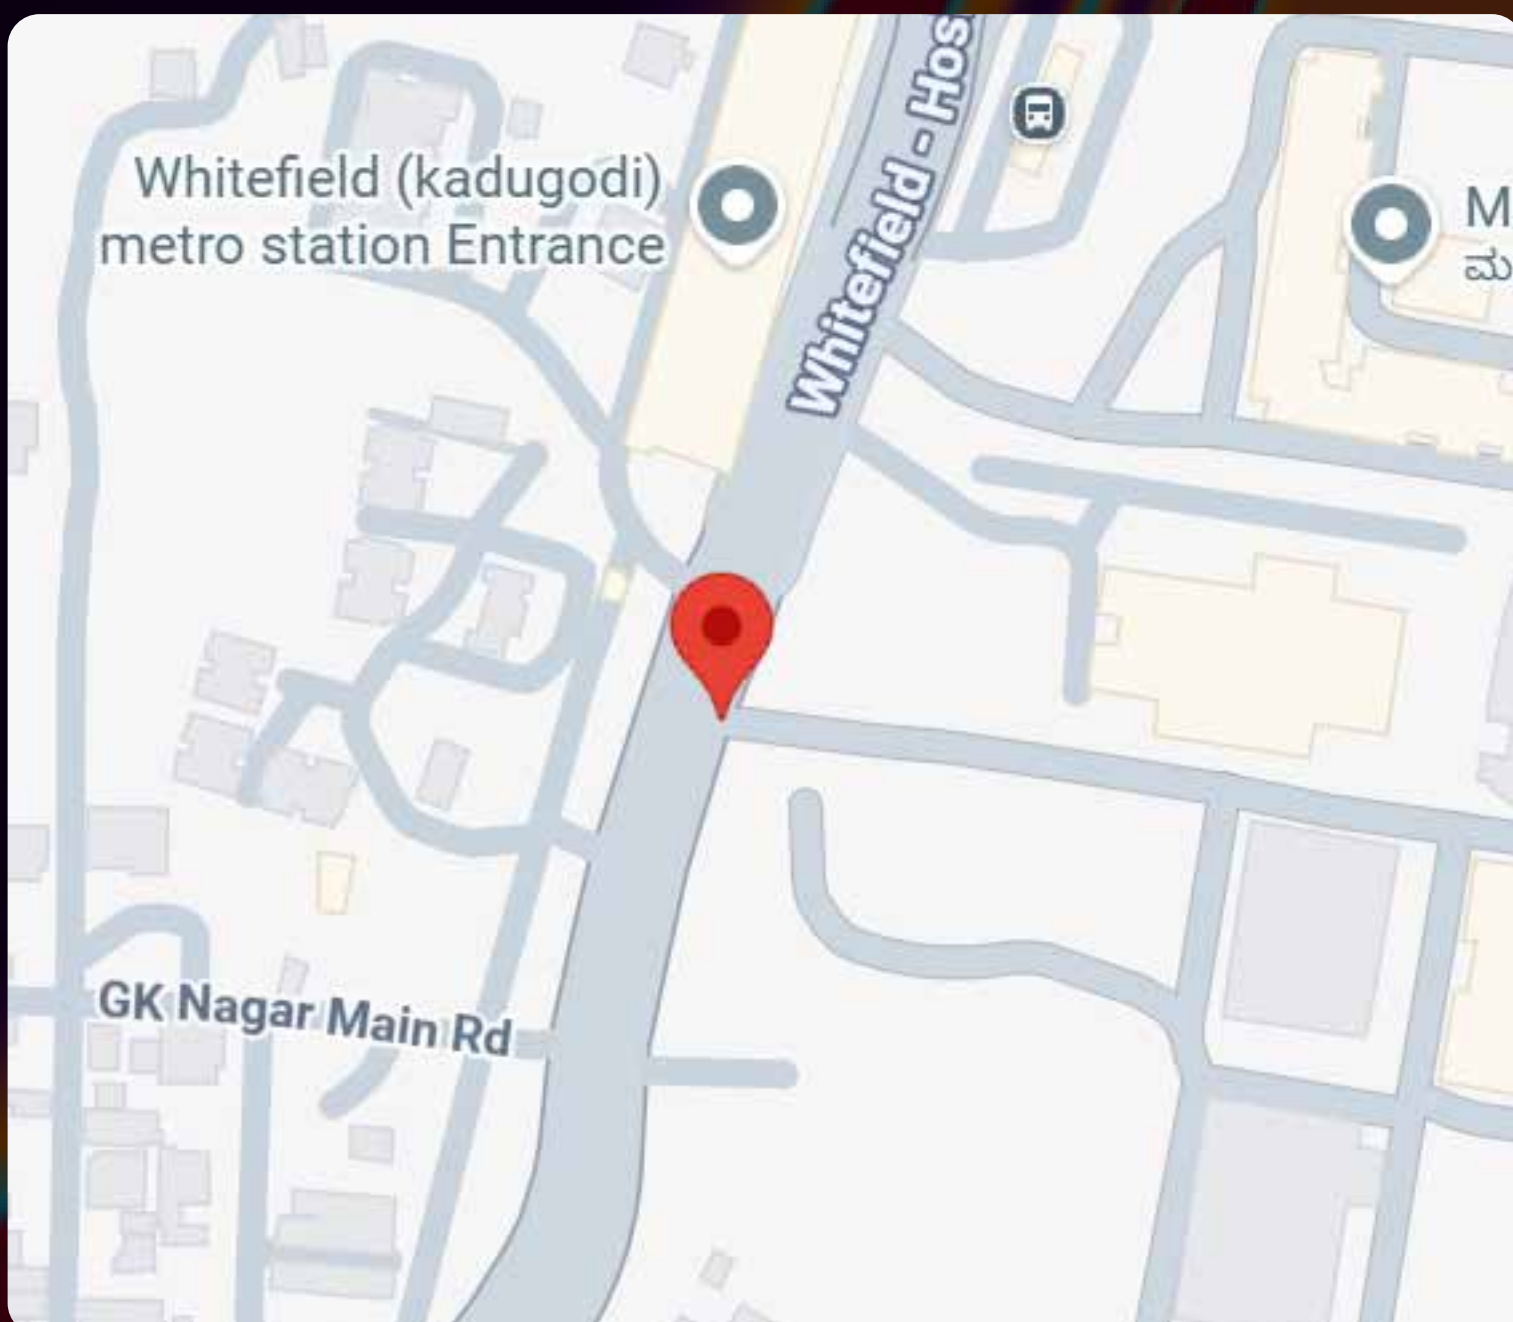 Whitefield (kadugodi)
metro station Entrance
Whitefield - Hos
M
ಮ
GK Nagar Main Rd